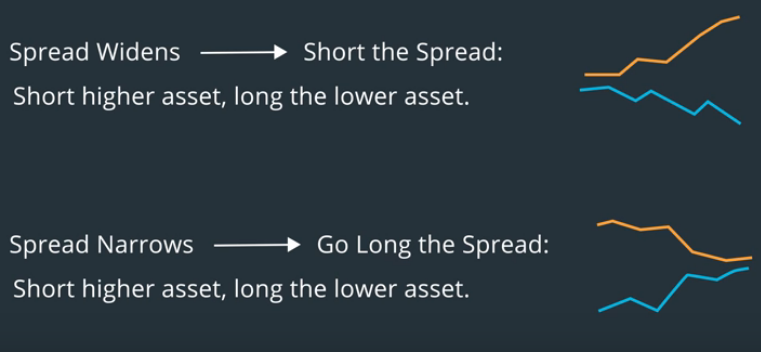 Spread Widens Short the Spread:
Short higher asset, long the lower asset.
Spread Narrows Go Long the Spread:
Short higher asset, long the lower asset.